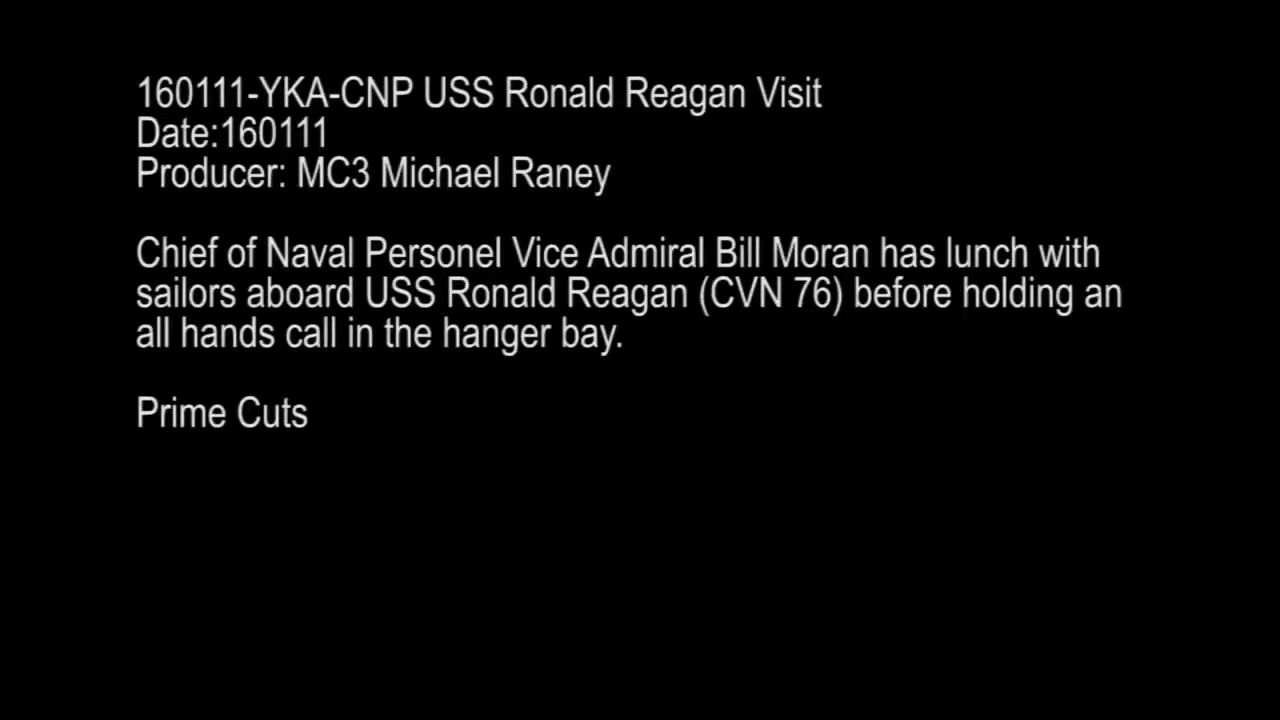 160111-YKA-CNP USS Ronald Reagan Visit
Date:160111
Producer: MC3 Michael Raney
Chief of Naval Personel Vice Admiral Bill Moran has lunch with
sailors aboard USS Ronald Reagan (CVN 76) before holding an
all hands call in the hanger bay.
Prime Cuts